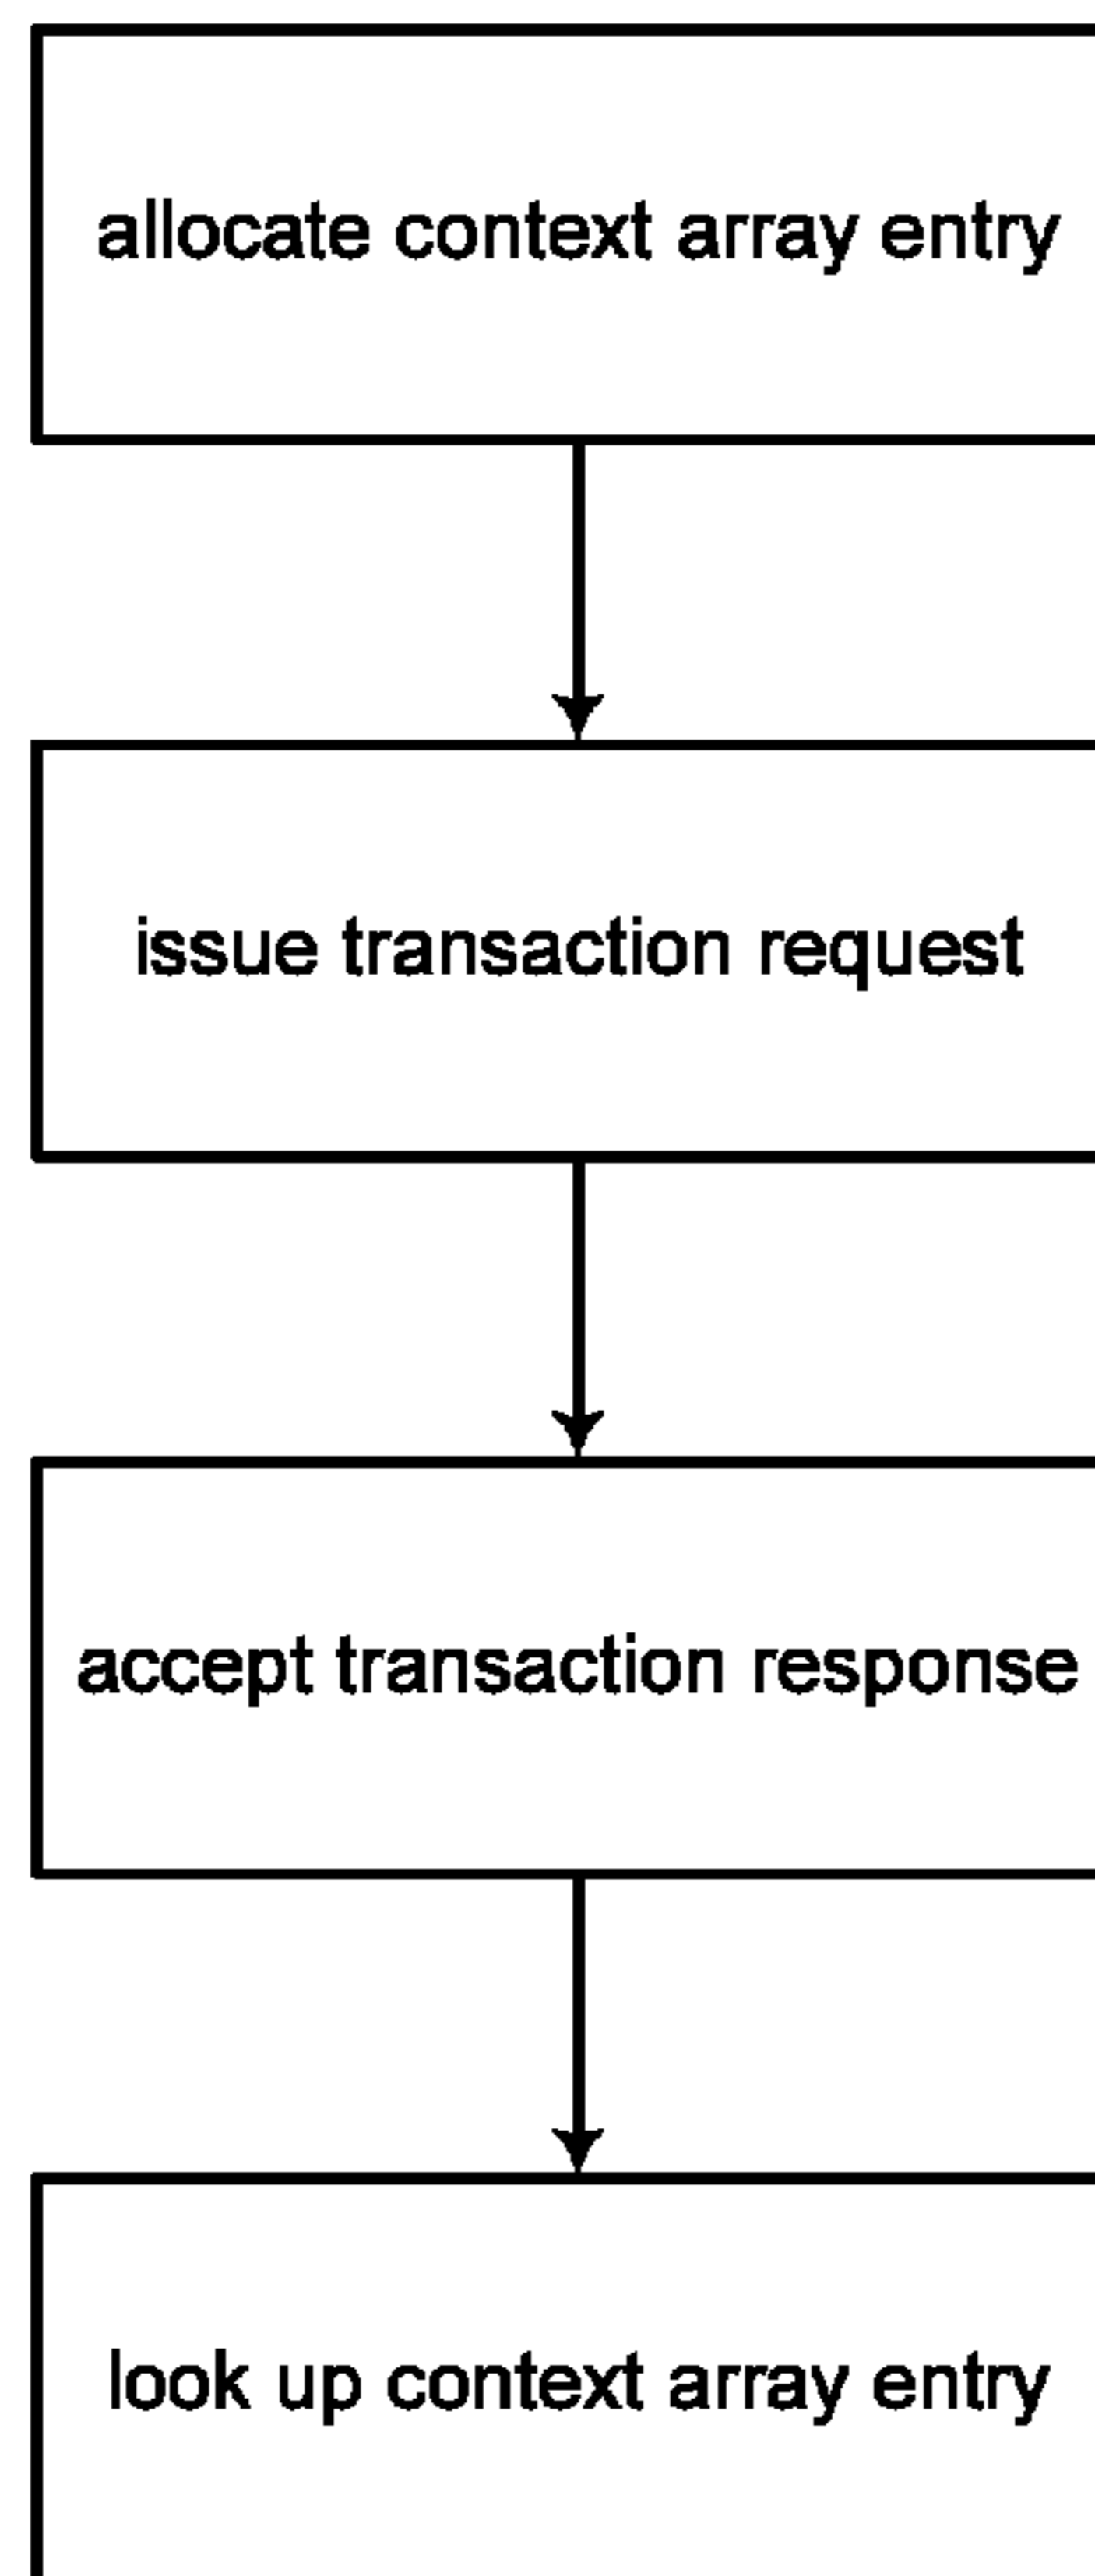 allocate context array entry
issue transaction request
accept transaction response
look up context array entry